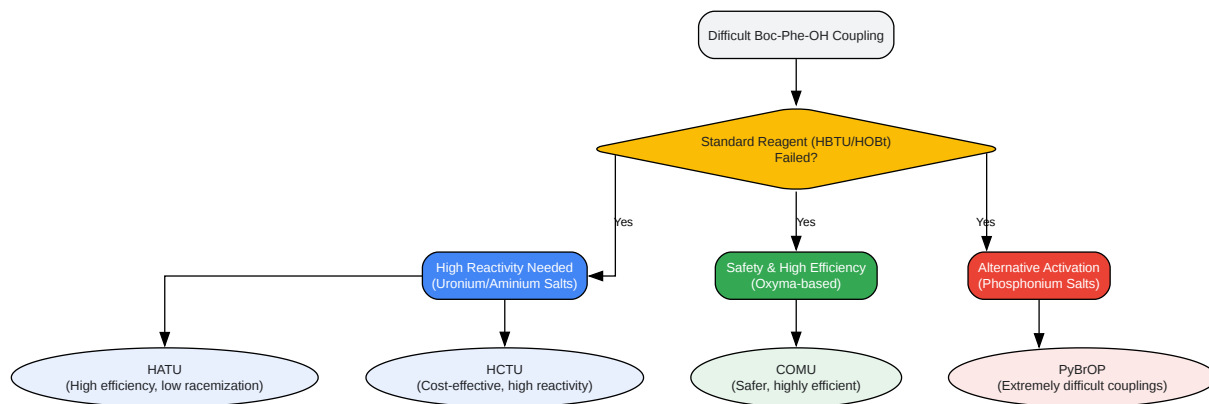 Difficult Boc-Phe-OH Coupling
Standard Reagent (HBTU/HOBt)
Failed?
Yes
Yes
Yes
High Reactivity Needed
(Uronium/Aminium Salts)
Safety & High Efficiency
(Oxyma-based)
Alternative Activation
(Phosphonium Salts)
HATU
(High efficiency, low racemization)
HCTU
(Cost-effective, high reactivity)
COMU
(Safer, highly efficient)
PyBrOP
(Extremely difficult couplings)